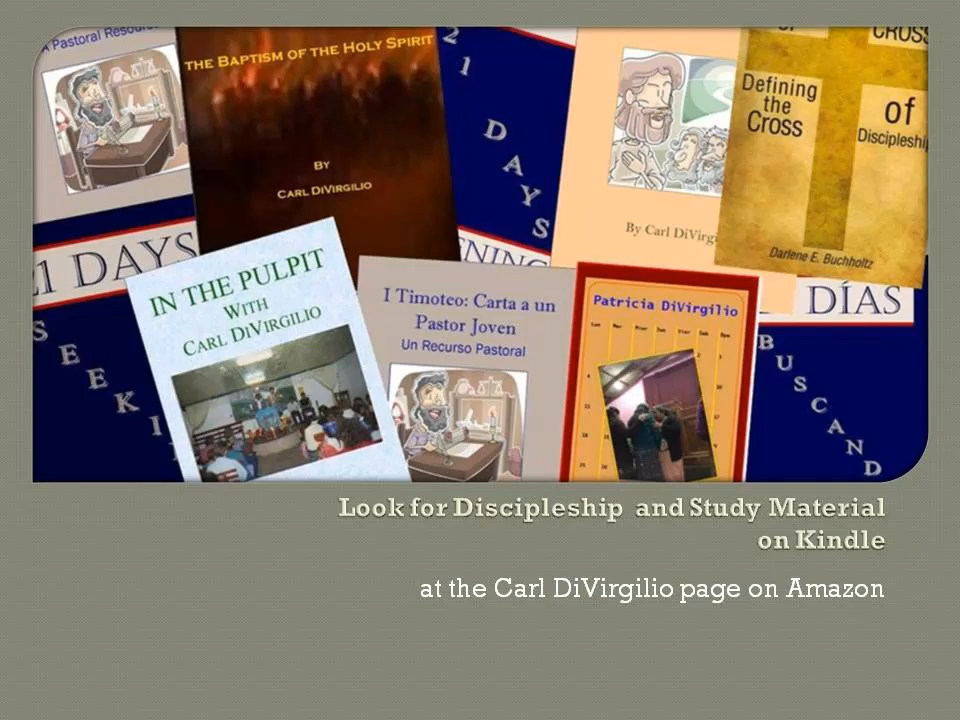 A Pastoral Resource
THE BAPTISM OF THE HOLY SPIRIT
BY
CARL DIVIRGILIO
21
DAYS
By Carl DiVirgi
CROSS
Defining
the
Cross
of
Discipleshi
Darlene E. Buchholtz
21 DAYS
SEEKI
IN THE PULPIT
WITH
CARL DIVIRGILIO
NING
I Timoteo: Carta a un
Pastor Joven
Un Recurso Pastoral
Patricia DiVirgilio
DÍAS
BUSCAND
Look for Discipleship and Study Material
on Kindle
at the Carl DiVirgilio page on Amazon